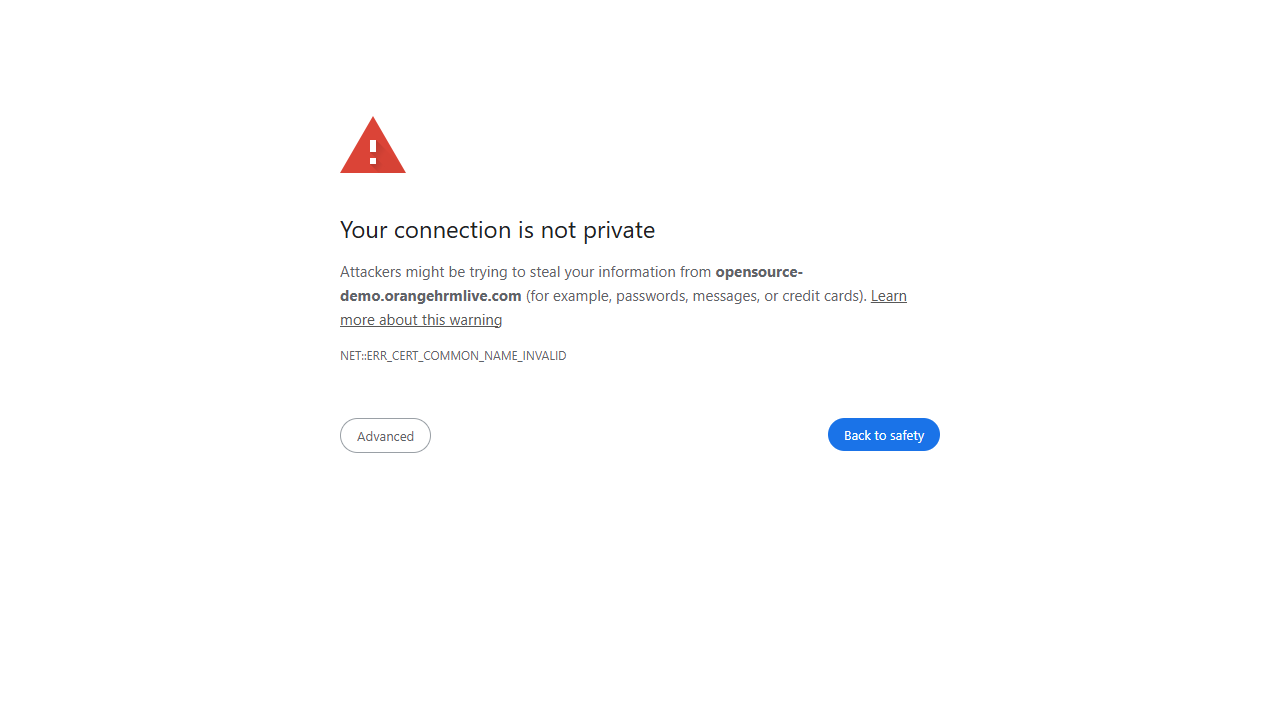 Your connection is not private
Attackers might be trying to steal your information from opensource-
demo.orangehrmlive.com (for example, passwords, messages, or credit cards). Learn
more about this warning
NET::ERR_CERT_COMMON_NAME_INVALID
Advanced
Back to safety